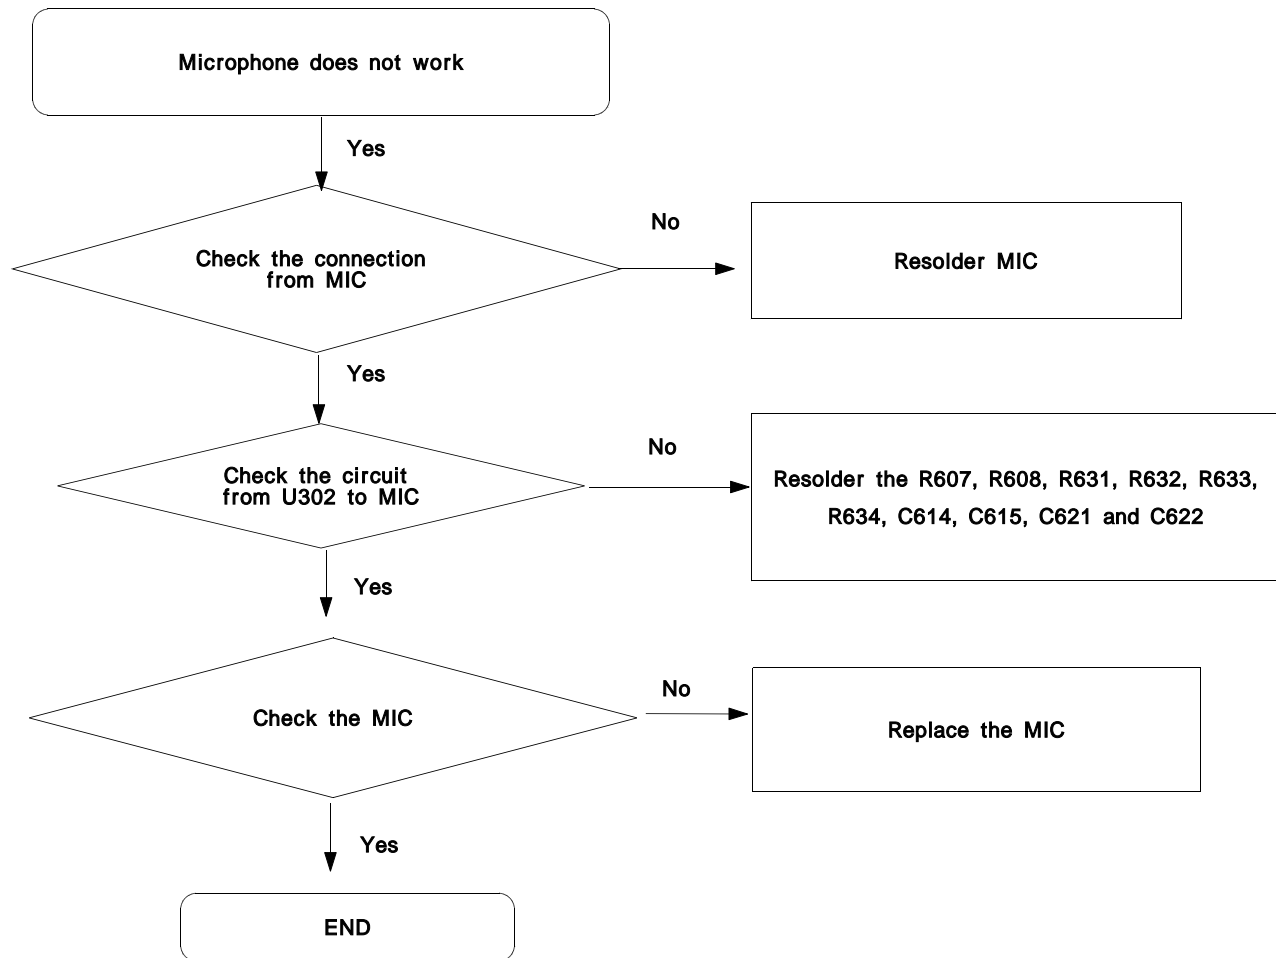 Microphone does not work
Yes
Check the connection
from MIC
No
Resolder MIC
Yes
Check the circuit
from U302 to MIC
No
Resolder the R607, R608, R631, R632, R633,
R634, C614, C615, C621 and C622
Yes
Check the MIC
No
Replace the MIC
Yes
END